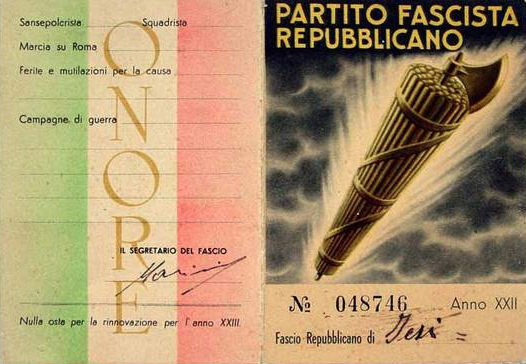 Sansepolcrista Squadrista
Marcia su Roma
Ferite e mutilazioni per la causa
Campagne di guerra
ONORE
IL SEGRETARIO DEL FASCIO
Nulla osta per la rinnovazione per l'anno XXIII.
PARTITO FASCISTA
REPUBBLICANO
№ 048746 Anno XXII
Fascio Repubblicano di Jesi